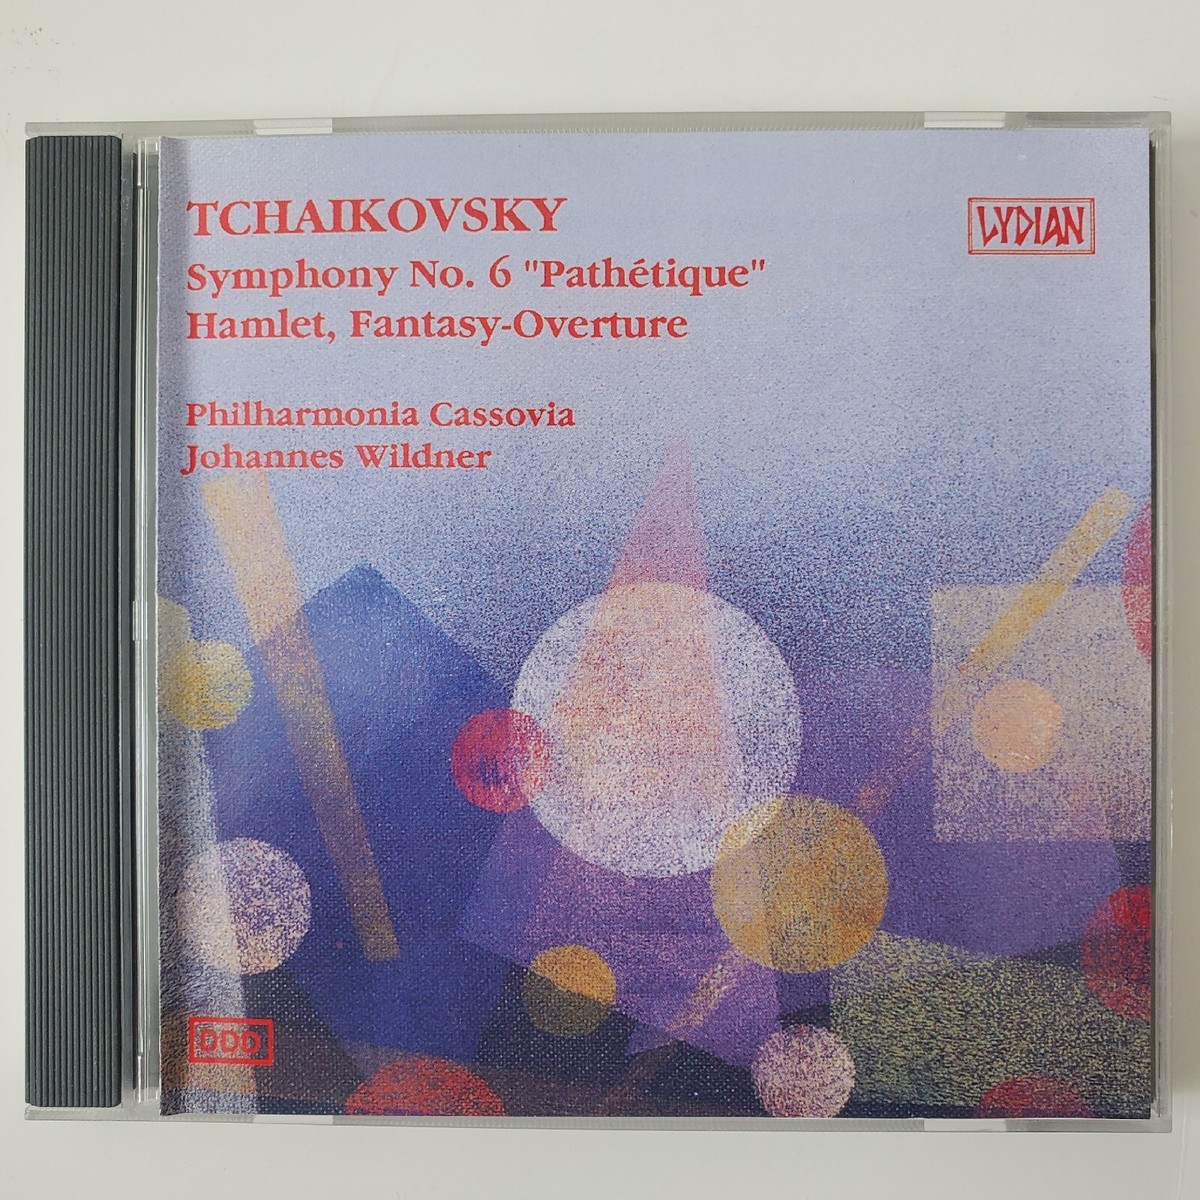 TCHAIKOVSKY
LYDIAN
Symphony No. 6 "Pathétique"
Hamlet, Fantasy-Overture
Philharmonia Cassovia
Johannes Wildner
DDD